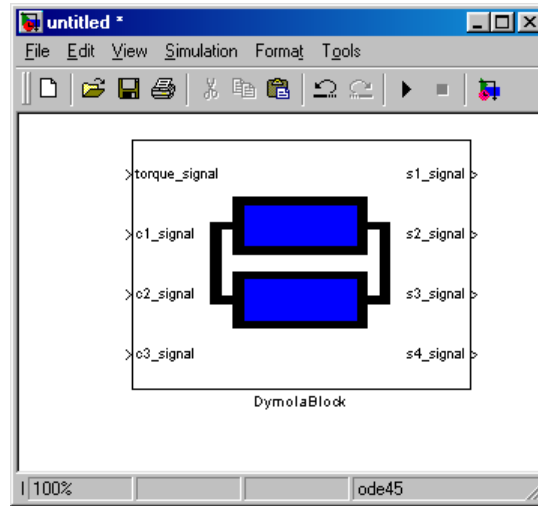 untitled *
File Edit View Simulation Format Tools
torque_signal s1_signal
c1_signal s2_signal
c2_signal s3_signal
c3_signal s4_signal
DymolaBlock
100% ode45